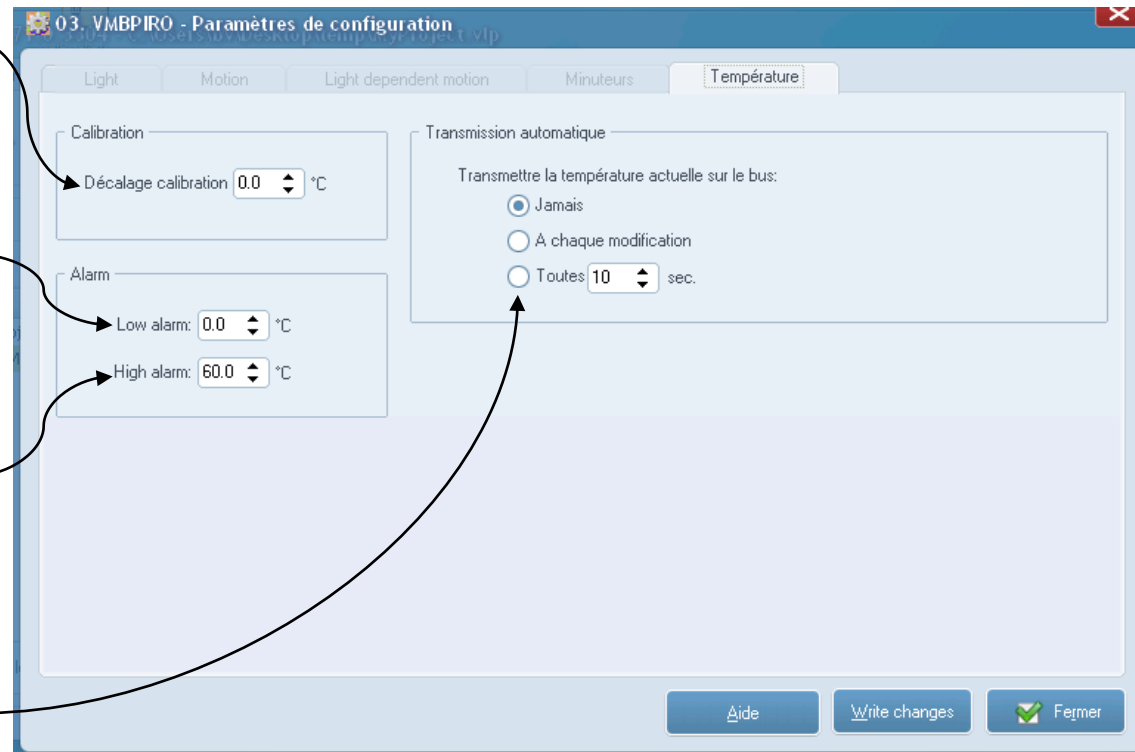 03. VMBPIRO - Paramètres de configuration
Light Motion Light dependent motion Minuteurs Température
Calibration
Décalage calibration 0.0 °C
Alarm
Low alarm: 0.0 °C
High alarm: 60.0 °C
Transmission automatique
Transmettre la température actuelle sur le bus:
Jamais
A chaque modification
Toutes 10 sec.
Aide Write changes Fermer